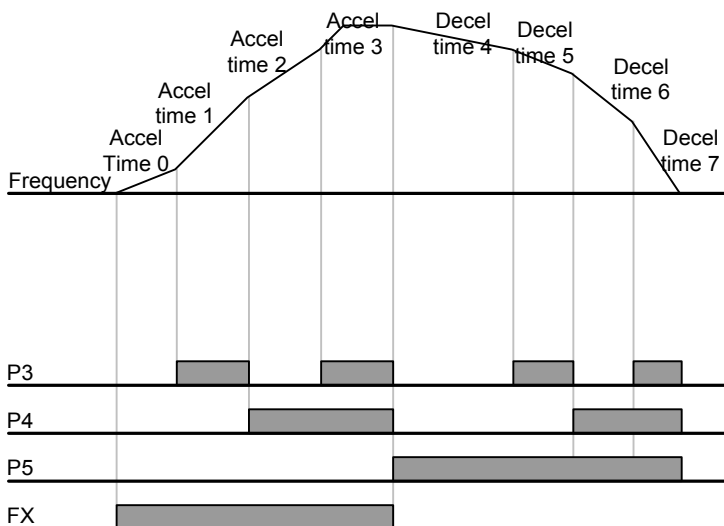 Accel
time 3
Decel
time 4
Decel
time 5
Accel
time 2
Decel
time 6
Accel
time 1
Accel
Time 0
Decel
time 7
Frequency
P3
P4
P5
FX